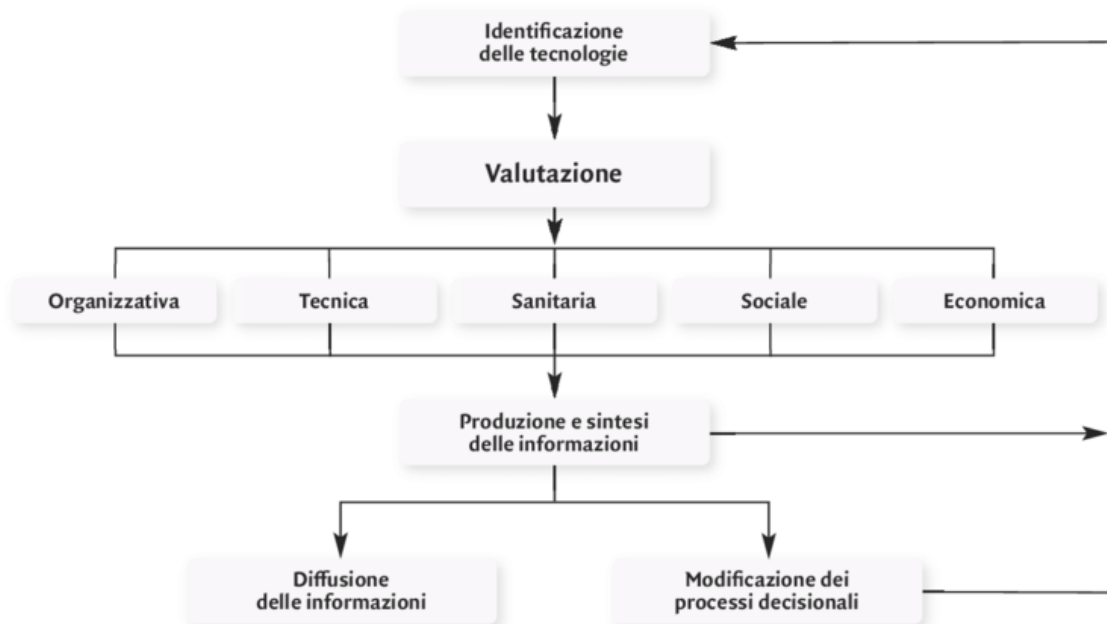 Identificazione
delle tecnologie
Valutazione
Organizzativa
Tecnica
Sanitaria
Sociale
Economica
Produzione e sintesi
delle informazioni
Diffusione
delle informazioni
Modificazione dei
processi decisionali